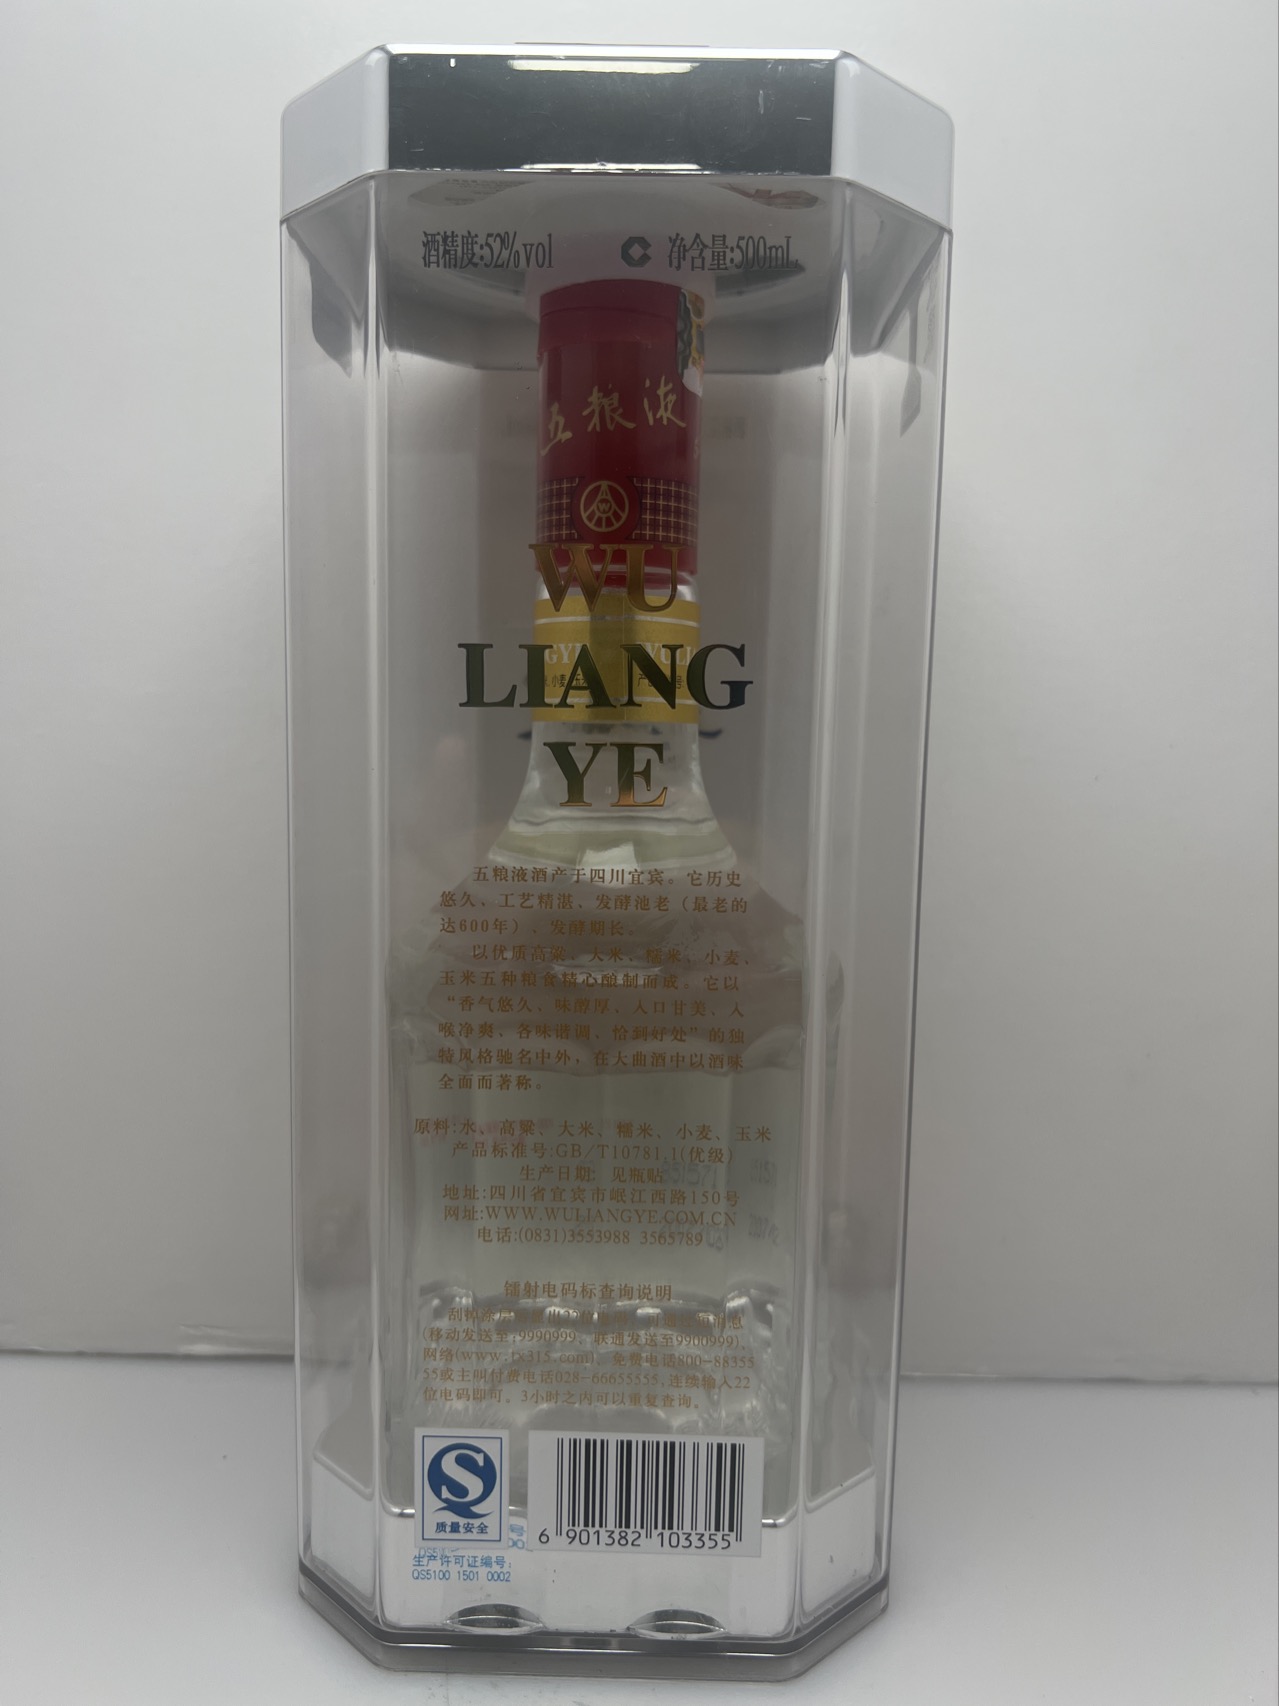 酒精度:52%vol
净含量:500mL
五粮液
W
WU
LIANG
YE
五粮液酒产于四川宜宾。它历史
悠久、工艺精湛、发酵池老（最老的
达600年）、发酵期长。
以优质高粱、大米、糯米、小麦、
玉米五种粮食精心酿制而成。它以
“香气悠久、味醇厚、入口甘美、入
喉净爽、各味谐调、恰到好处”的独
特风格驰名中外，在大曲酒中以酒味
全面而著称。
原料:水、高粱、大米、糯米、小麦、玉米
产品标准号:GB/T10781.1(优级)
生产日期: 见瓶贴
地址:四川省宜宾市岷江西路150号
网址:WWW.WULIANGYE.COM.CN
电话:(0831)3553988 3565789
镭射电码标查询说明
刮掉涂层
(移动发送至:9990999、联通发送至9900999)、
网络(www.tx315.com)、免费电话800-88355
55或主叫付费电话028-66655555,连续输入22
位电码即可。3小时之内可以重复查询。
质量安全
生产许可证编号:
QS5100 1501 0002
6 901382 103355